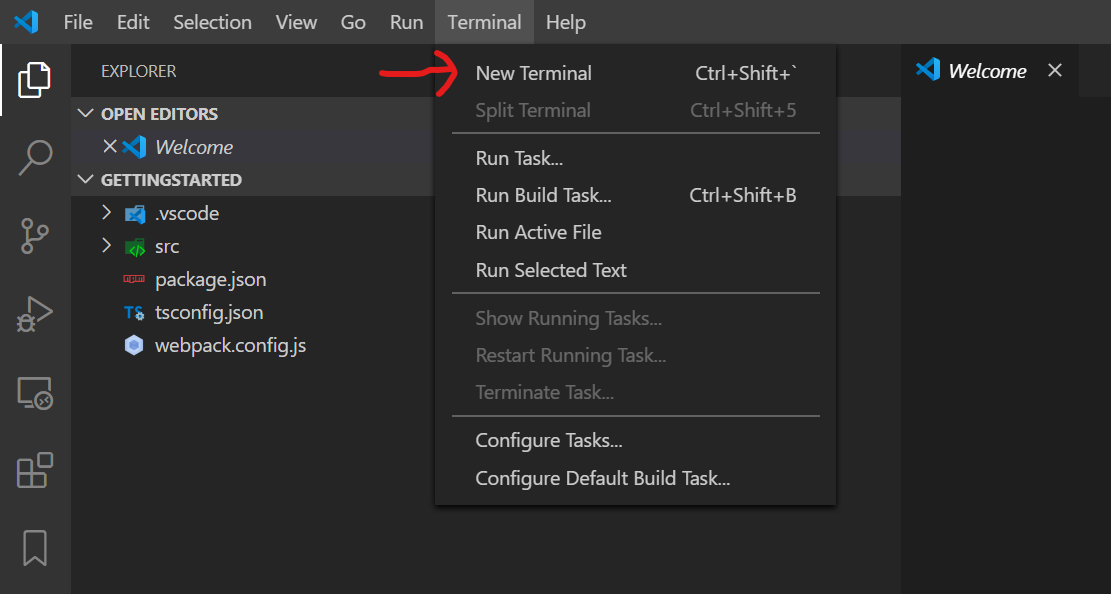 File Edit Selection View Go Run Terminal Help
EXPLORER
OPEN EDITORS
Welcome
GETTINGSTARTED
.vscode
src
package.json
TS tsconfig.json
webpack.config.js
New Terminal Ctrl+Shift+`
Split Terminal Ctrl+Shift+5
Run Task...
Run Build Task... Ctrl+Shift+B
Run Active File
Run Selected Text
Show Running Tasks...
Restart Running Task...
Terminate Task...
Configure Tasks...
Configure Default Build Task...
Welcome